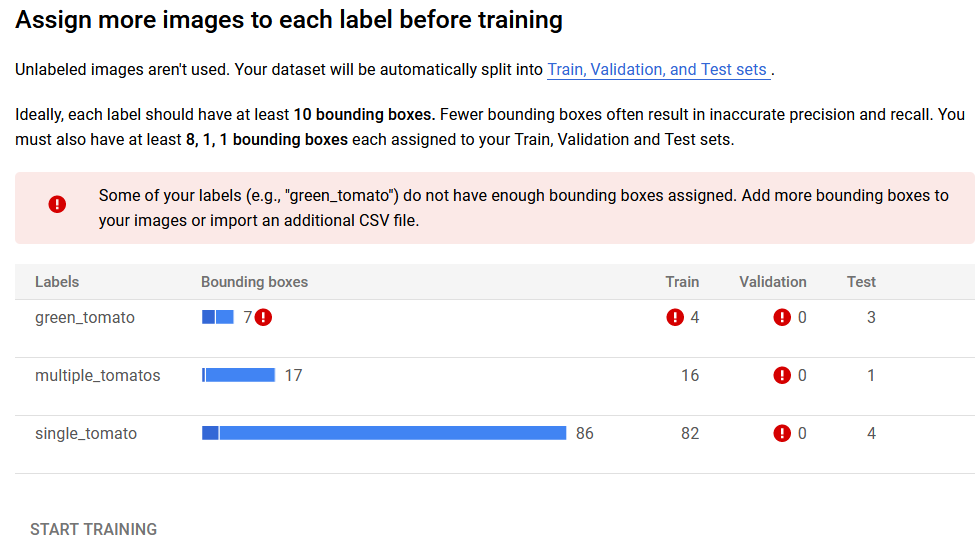 Assign more images to each label before training
Unlabeled images aren't used. Your dataset will be automatically split into Train, Validation, and Test sets .
Ideally, each label should have at least 10 bounding boxes. Fewer bounding boxes often result in inaccurate precision and recall. You
must also have at least 8, 1, 1 bounding boxes each assigned to your Train, Validation and Test sets.
Some of your labels (e.g., "green_tomato") do not have enough bounding boxes assigned. Add more bounding boxes to
your images or import an additional CSV file.
Labels Bounding boxes Train Validation Test
green_tomato 7 4 0 3
multiple_tomatos 17 16 0 1
single_tomato 86 82 0 4
START TRAINING